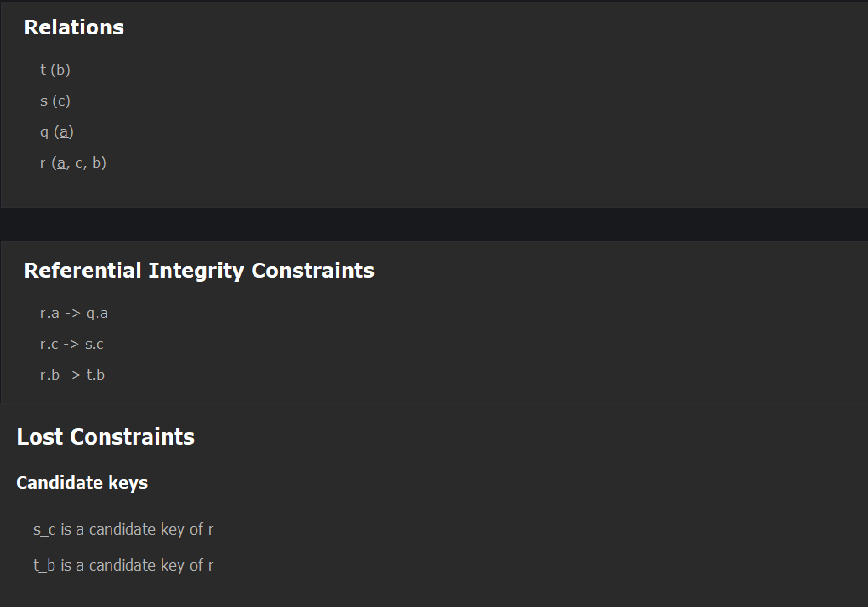 Relations
t (b)
s (c)
q (a)
r (a, c, b)
Referential Integrity Constraints
r.a -> q.a
r.c -> s.c
r.b > t.b
Lost Constraints
Candidate keys
s_c is a candidate key of r
t_b is a candidate key of r